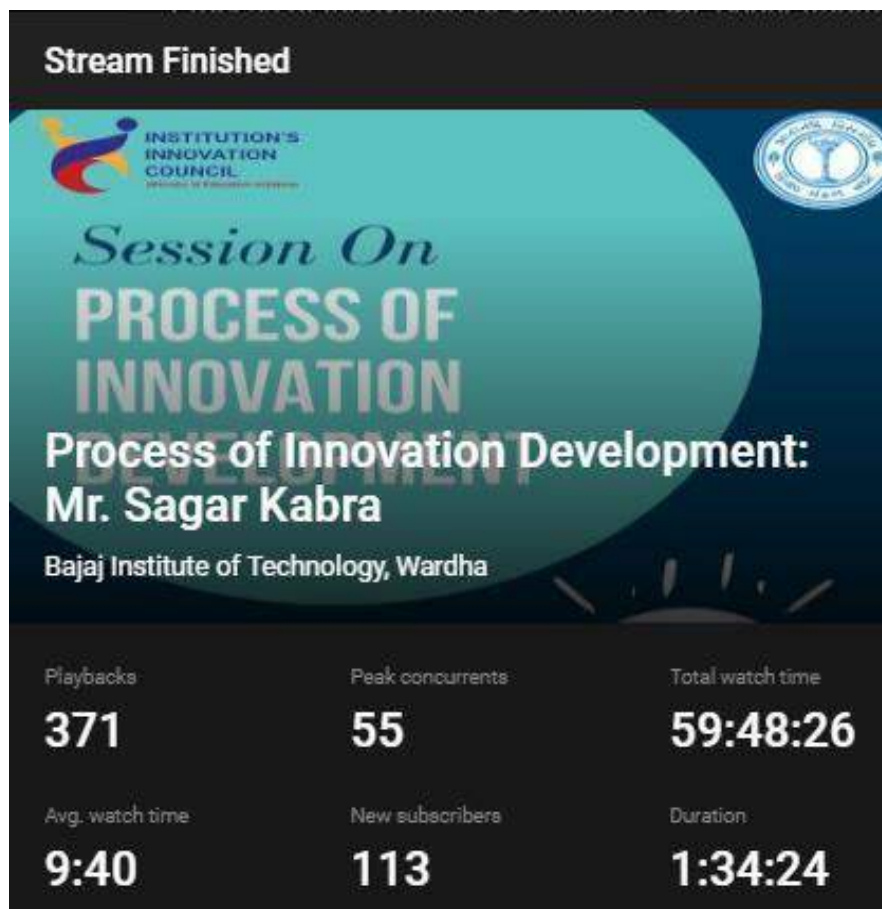 Stream Finished
INSTITUTION'S
INNOVATION
COUNCIL
Session On
PROCESS OF
INNOVATION
DEVELOPMENT
Process of Innovation Development:
Mr. Sagar Kabra
Bajaj Institute of Technology, Wardha
Playbacks
Peak concurrents
Total watch time
371
55
59:48:26
Avg. watch time
New subscribers
Duration
9:40
113
1:34:24